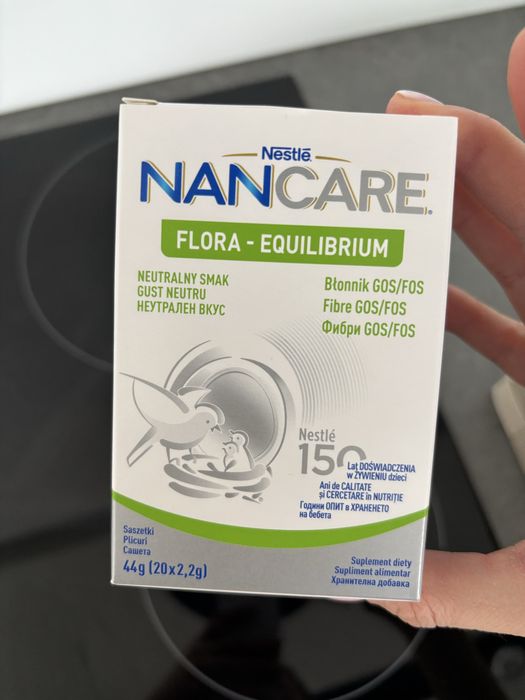 Nestlé
NANCARE
FLORA - EQUILIBRIUM
NEUTRALNY SMAK
GUST NEUTRU
НЕУТРАЛЕН ВКУС
Błonnik GOS/FOS
Fibre GOS/FOS
Фибри GOS/FOS
Nestlé
150
Lat DOŚWIADCZENIA
w ŻYWIENIU dzieci
Ani de CALITATE
și CERCETARE în NUTRIȚIE
Години ОПИТ в ХРАНЕНЕТО
на бебета
Saszetki
Plicuri
Сашета
44g (20x2,2g)
Suplement diety
Supliment alimentar
Хранителна добавка